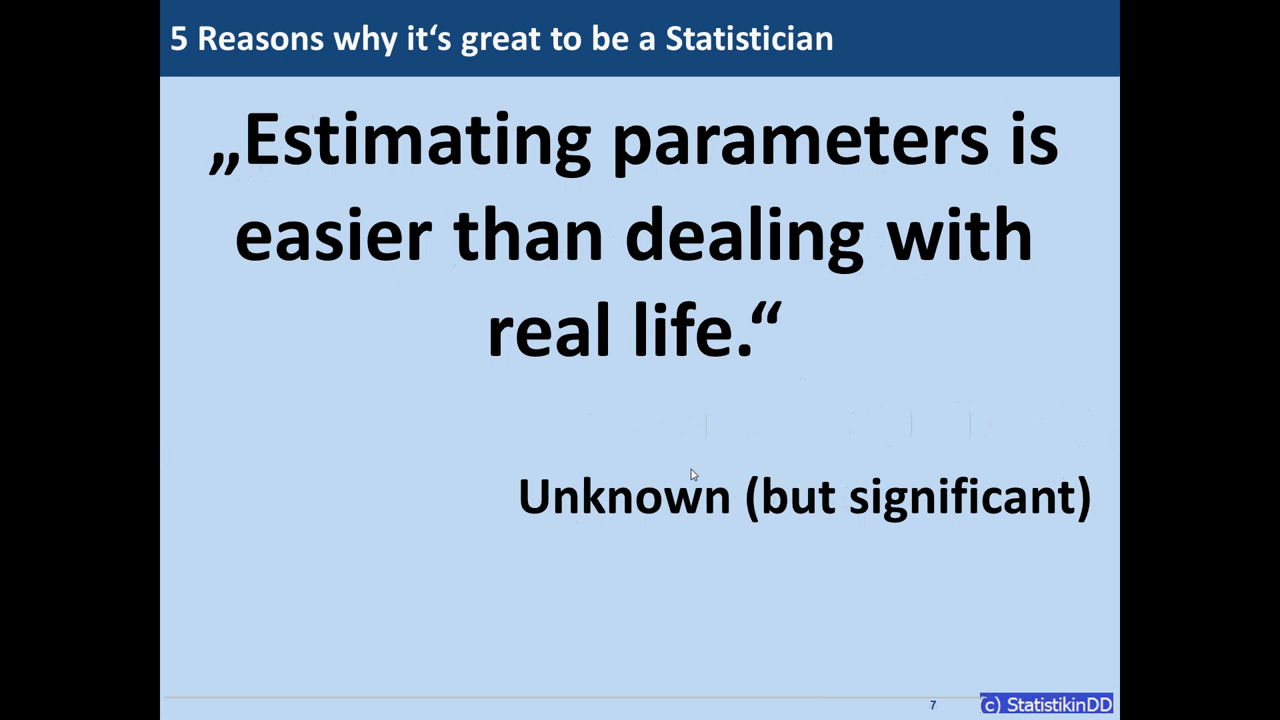 5 Reasons why it‘s great to be a Statistician
„Estimating parameters is
easier than dealing with
real life.“
Unknown (but significant)
7
(c) StatistikinDD